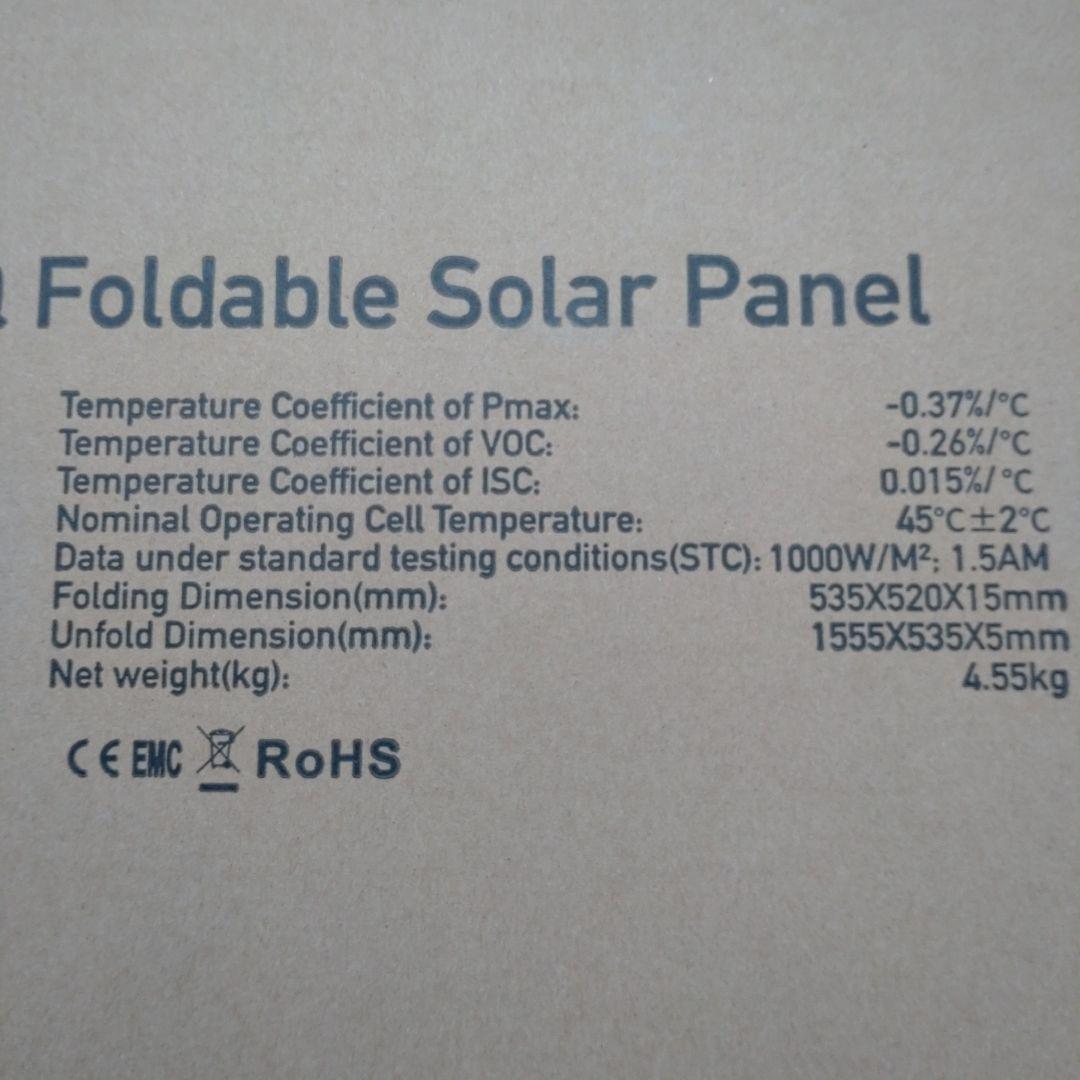 Foldable Solar Panel
Temperature Coefficient of Pmax: -0.37%/°C
Temperature Coefficient of VOC: -0.26%/°C
Temperature Coefficient of ISC: 0.015%/°C
Nominal Operating Cell Temperature: 45°C±2°C
Data under standard testing conditions(STC): 1000W/M²; 1.5AM
Folding Dimension(mm): 535X520X15mm
Unfold Dimension(mm): 1555X535X5mm
Net weight(kg): 4.55kg
CE EMC RoHS